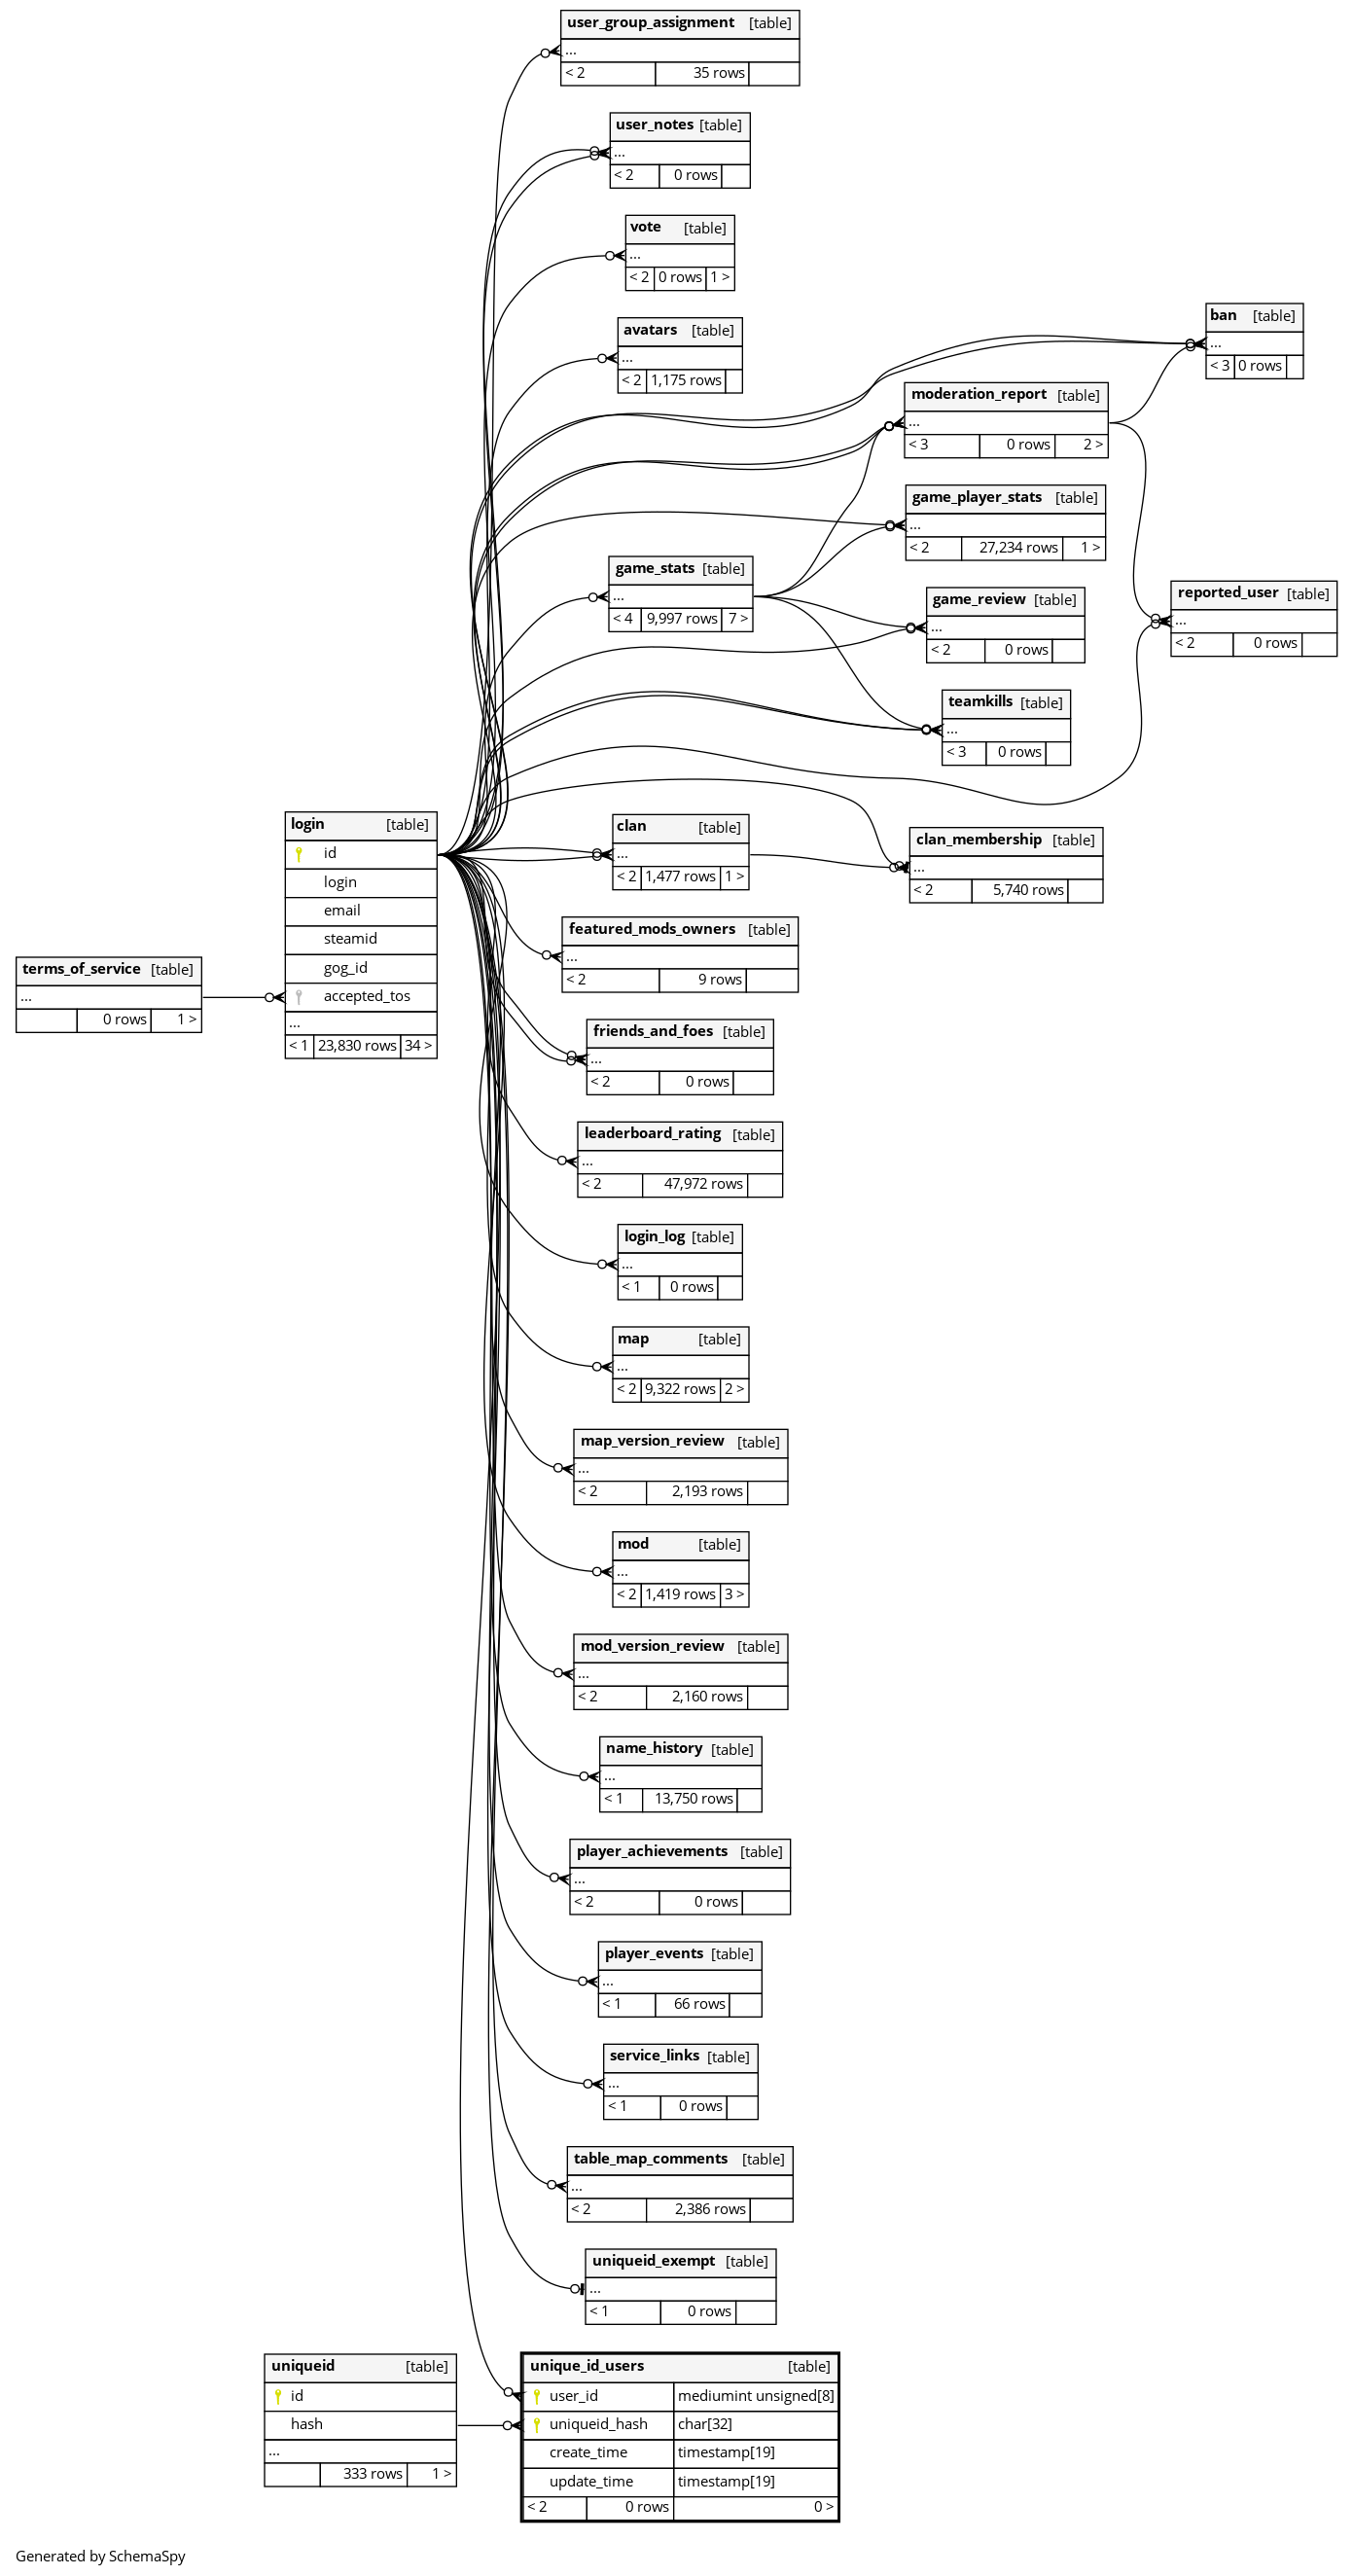 user_group_assignment [table]
...
< 2 35 rows
user_notes [table]
...
< 2 0 rows
vote [table]
...
< 2 0 rows 1 >
avatars [table]
...
< 2 1,175 rows
ban [table]
...
< 3 0 rows
moderation_report [table]
...
< 3 0 rows 2 >
game_player_stats [table]
...
< 2 27,234 rows 1 >
game_stats [table]
...
< 4 9,997 rows 7 >
game_review [table]
...
< 2 0 rows
reported_user [table]
...
< 2 0 rows
teamkills [table]
...
< 3 0 rows
login [table]
id
login
email
steamid
gog_id
accepted_tos
...
< 1 23,830 rows 34 >
terms_of_service [table]
...
0 rows 1 >
clan [table]
...
< 2 1,477 rows 1 >
clan_membership [table]
...
< 2 5,740 rows
featured_mods_owners [table]
...
< 2 9 rows
friends_and_foes [table]
...
< 2 0 rows
leaderboard_rating [table]
...
< 2 47,972 rows
login_log [table]
...
< 1 0 rows
map [table]
...
< 2 9,322 rows 2 >
map_version_review [table]
...
< 2 2,193 rows
mod [table]
...
< 2 1,419 rows 3 >
mod_version_review [table]
...
< 2 2,160 rows
name_history [table]
...
< 1 13,750 rows
player_achievements [table]
...
< 2 0 rows
player_events [table]
...
< 1 66 rows
service_links [table]
...
< 1 0 rows
table_map_comments [table]
...
< 2 2,386 rows
uniqueid_exempt [table]
...
< 1 0 rows
uniqueid [table]
id
hash
...
333 rows 1 >
unique_id_users [table]
user_id mediumint unsigned[8]
uniqueid_hash char[32]
create_time timestamp[19]
update_time timestamp[19]
< 2 0 rows 0 >
Generated by SchemaSpy